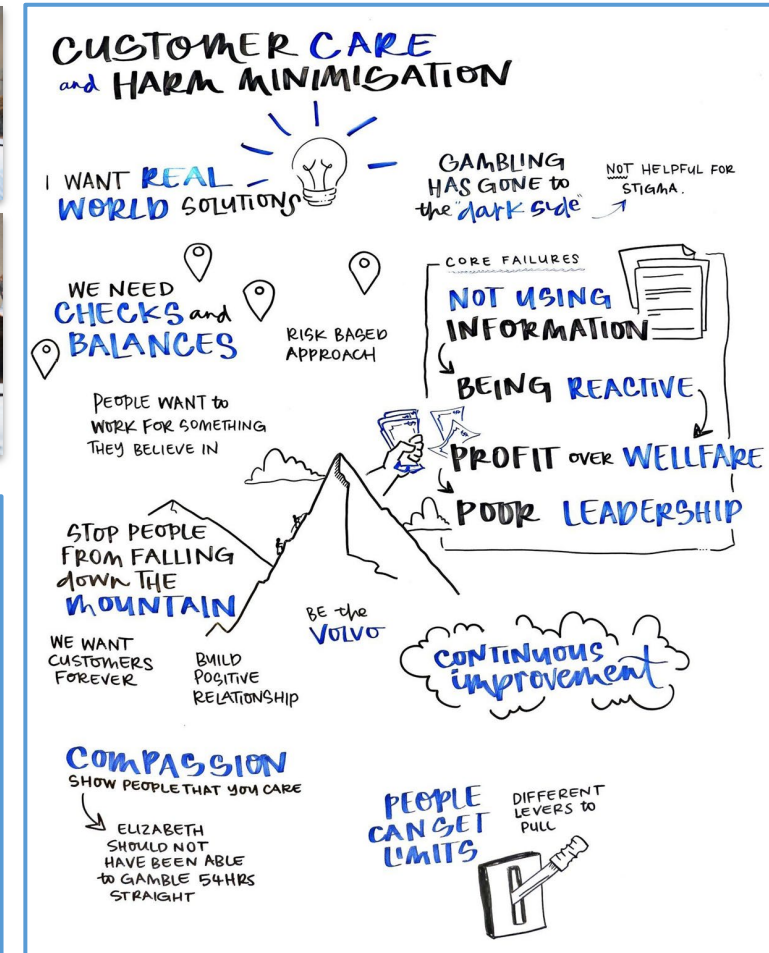 CUSTOMER CARE
and HARM MINIMISATION
I WANT REAL
WORLD SOLUTIONS
GAMBLING
HAS GONE to
the "dark side"
NOT HELPFUL FOR
STIGMA.
WE NEED
CHECKS and
BALANCES
RISK BASED
APPROACH
PEOPLE WANT to
WORK FOR SOMETHING
THEY BELIEVE IN
CORE FAILURES
NOT USING
INFORMATION
BEING REACTIVE
PROFIT OVER WELLFARE
POOR LEADERSHIP
STOP PEOPLE
FROM FALLING
down THE
MOUNTAIN
WE WANT
CUSTOMERS
FOREVER
BUILD
POSITIVE
RELATIONSHIP
BE the
VOLVO
CONTINUOUS
improvement
COMPASSION
SHOW PEOPLE THAT YOU CARE
ELIZABETH
SHOULD NOT
HAVE BEEN ABLE
to GAMBLE 54HRS
STRAIGHT
PEOPLE
CAN SET
LIMITS
DIFFERENT
LEVERS to
PULL